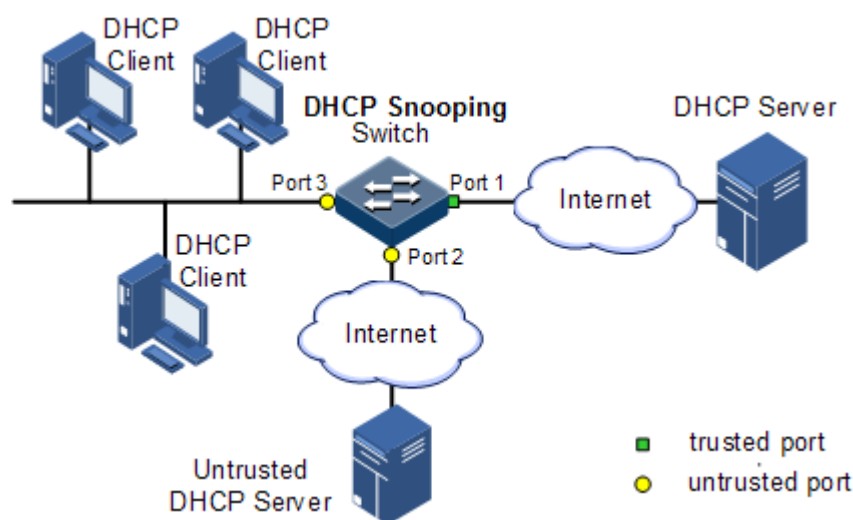 DHCP
Client
DHCP
Client
DHCP Snooping
Switch
DHCP Server
Port 3
Port 1
Internet
DHCP
Client
Port 2
Internet
Untrusted
DHCP Server
trusted port
untrusted port